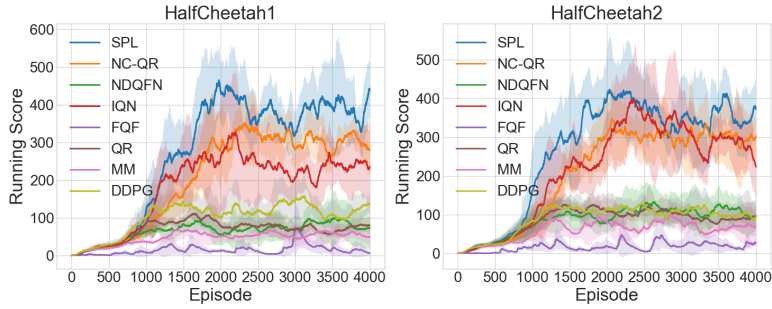 HalfCheetah1
600
500
400
300
200
100
0
SPL
NC-QR
NDQFN
IQN
FQF
QR
MM
DDPG
0 500 1000 1500 2000 2500 3000 3500 4000
Episode
Running Score
HalfCheetah2
500
400
300
200
100
0
SPL
NC-QR
NDQFN
IQN
FQF
QR
MM
DDPG
0 500 1000 1500 2000 2500 3000 3500 4000
Episode
Running Score